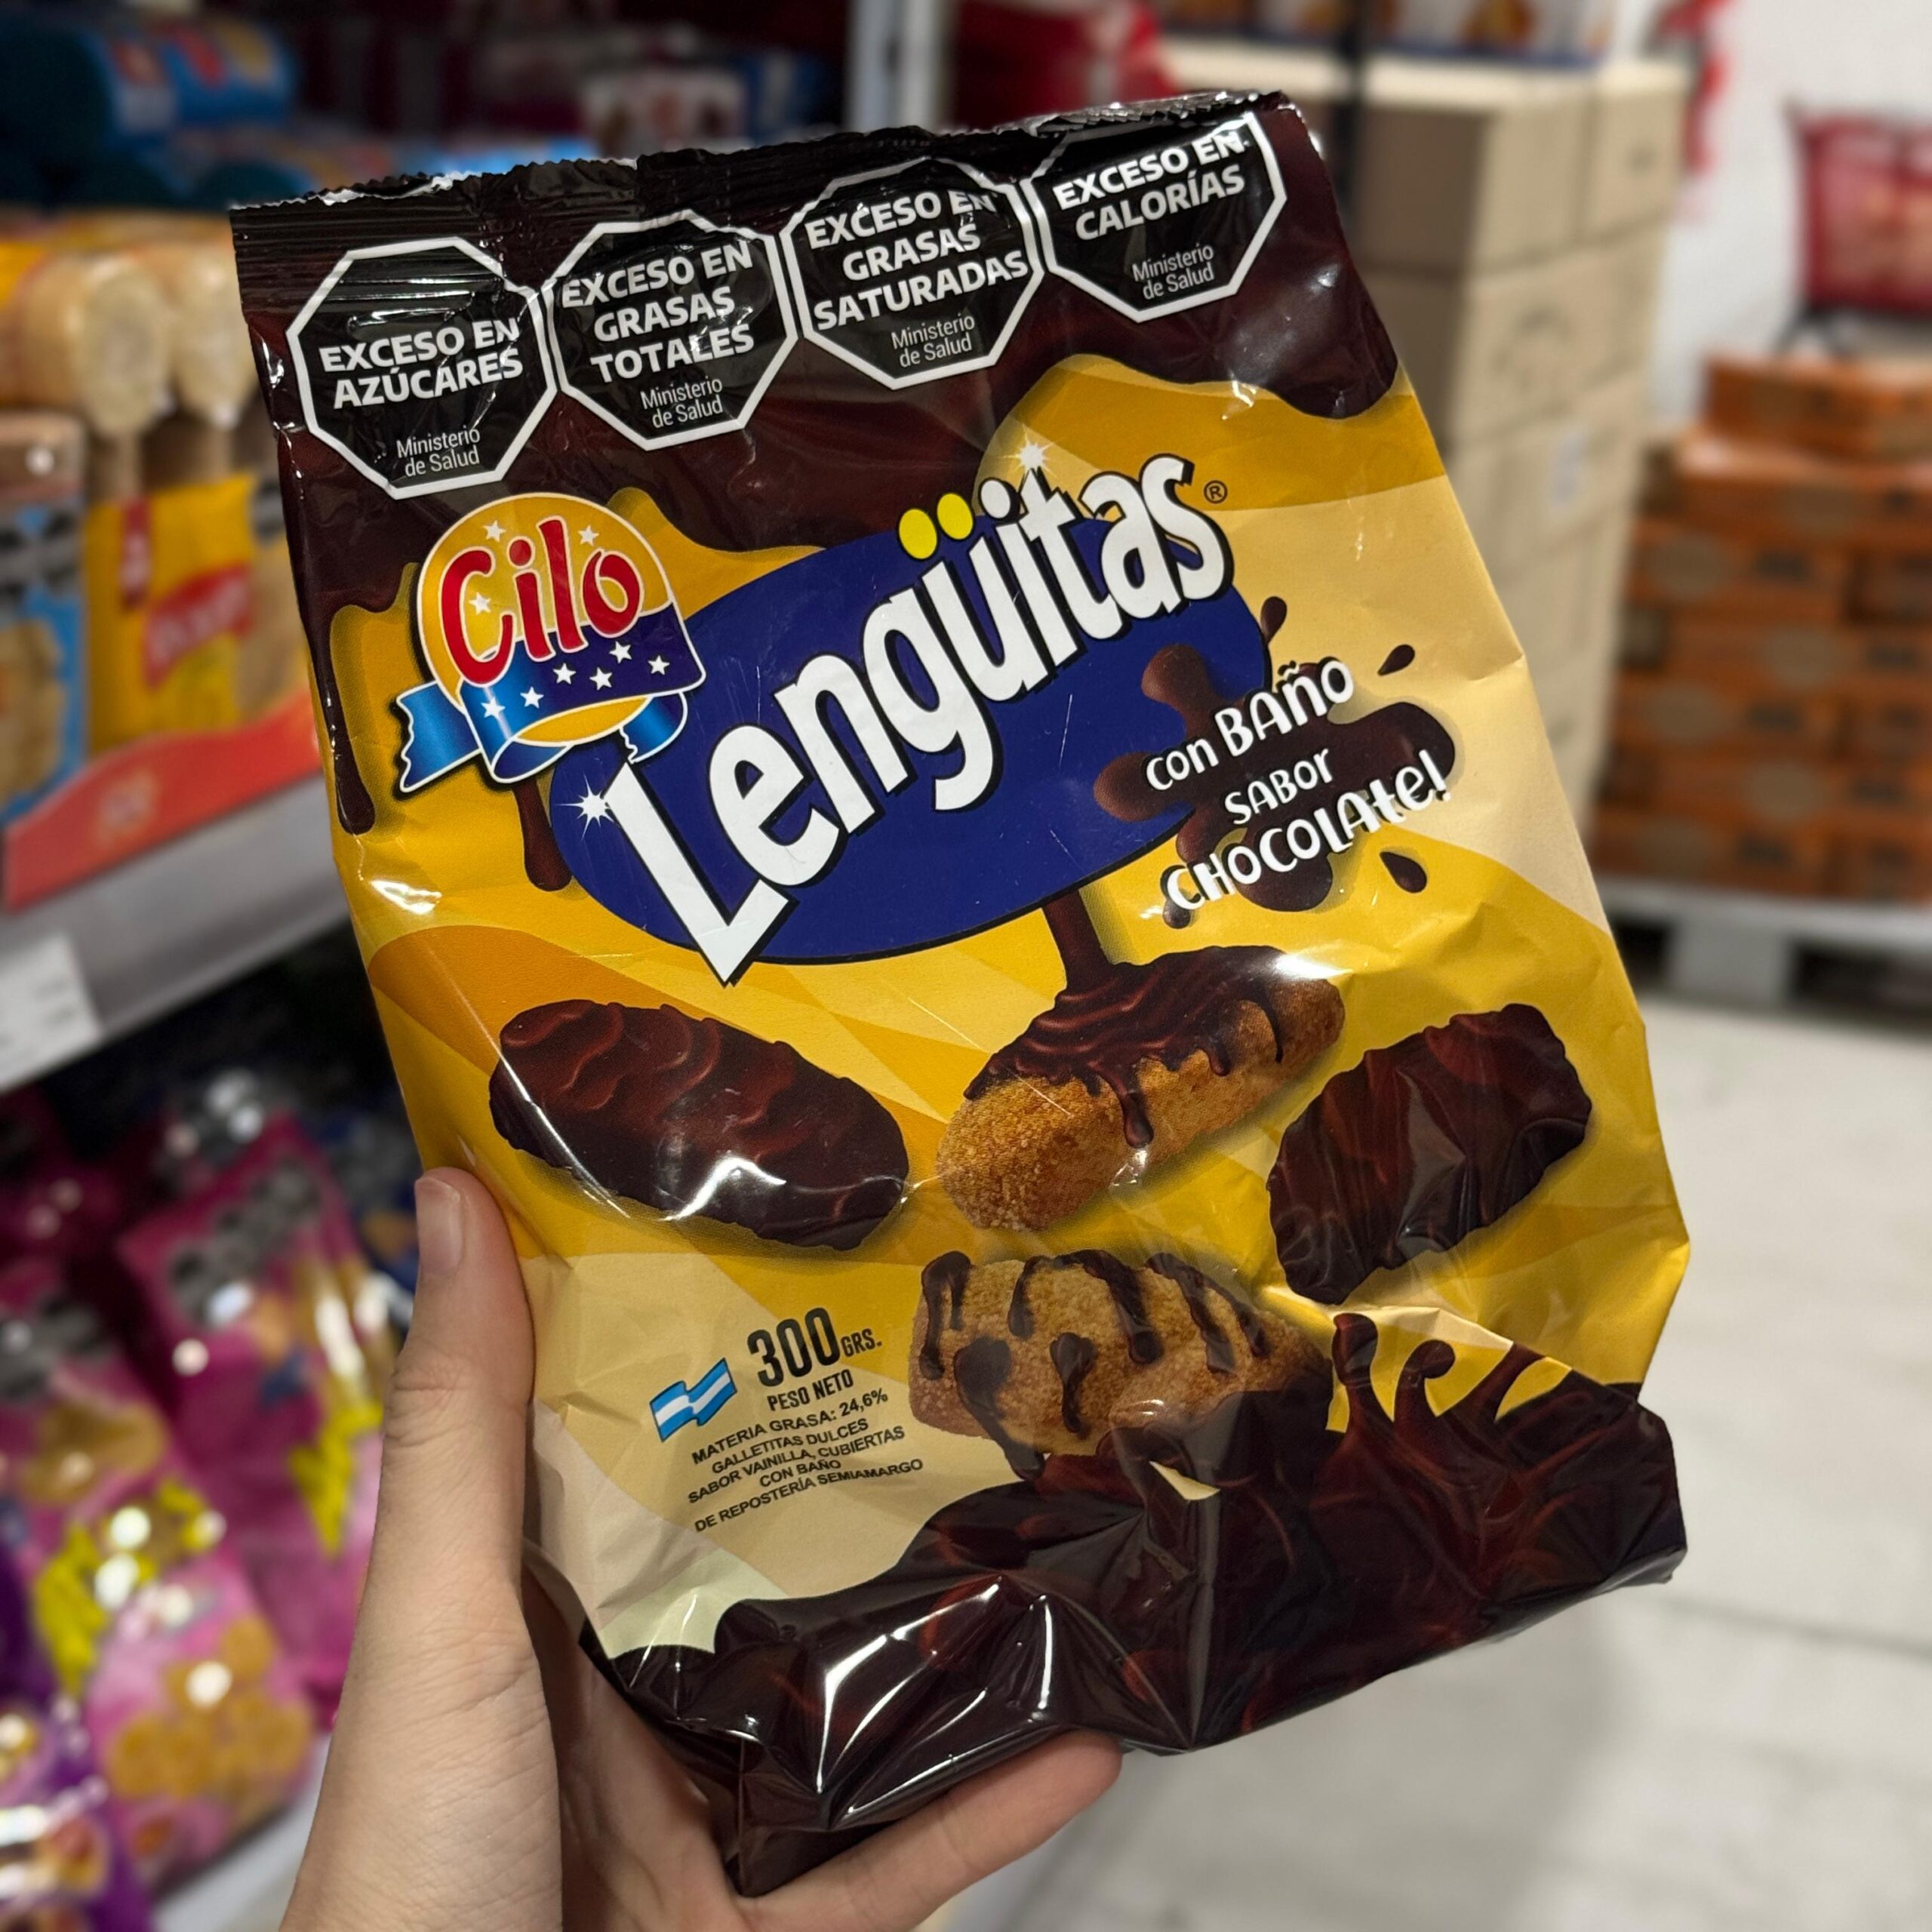 EXCESO EN
AZÚCARES
Ministerio
de Salud
EXCESO EN
GRASAS
TOTALES
Ministerio
de Salud
EXCESO EN
GRASAS
SATURADAS
Ministerio
de Salud
EXCESO EN
CALORÍAS
Ministerio
de Salud
Cilo
Lengüitas®
con BAÑO
SABOR
CHOCOLAte!
300 GRS.
PESO NETO
MATERIA GRASA: 24,6%
GALLETITAS DULCES
SABOR VAINILLA, CUBIERTAS
CON BAÑO
DE REPOSTERÍA SEMIAMARGO